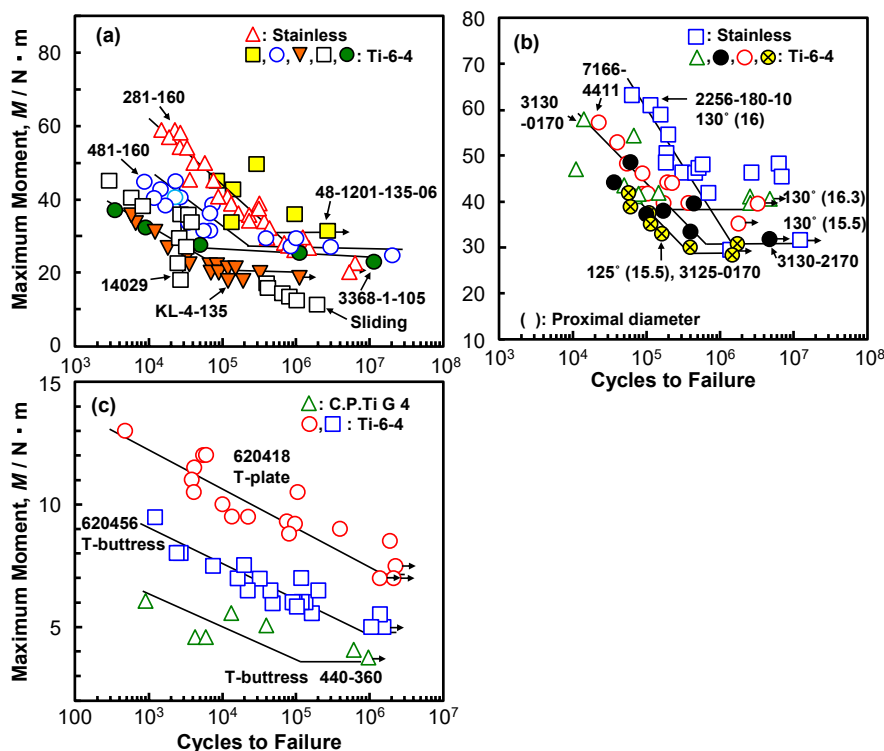 (a)
: Stainless
, , , , : Ti-6-4
281-160
481-160
48-1201-135-06
14029
KL-4-135
3368-1-105
Sliding
Maximum Moment, M / N・m
80
60
40
20
0
10³ 10⁴ 10⁵ 10⁶ 10⁷ 10⁸
Cycles to Failure
(b)
: Stainless
, , , : Ti-6-4
7166-
4411
3130
-0170
2256-180-10
130˚ (16)
130˚ (16.3)
130˚ (15.5)
125˚ (15.5), 3125-0170
3130-2170
( ): Proximal diameter
80
70
60
50
40
30
20
10
10³ 10⁴ 10⁵ 10⁶ 10⁷ 10⁸
Cycles to Failure
(c)
: C.P.Ti G 4
, : Ti-6-4
620418
T-plate
620456
T-buttress
T-buttress 440-360
Maximum Moment, M / N・m
15
10
5
100 10³ 10⁴ 10⁵ 10⁶ 10⁷
Cycles to Failure